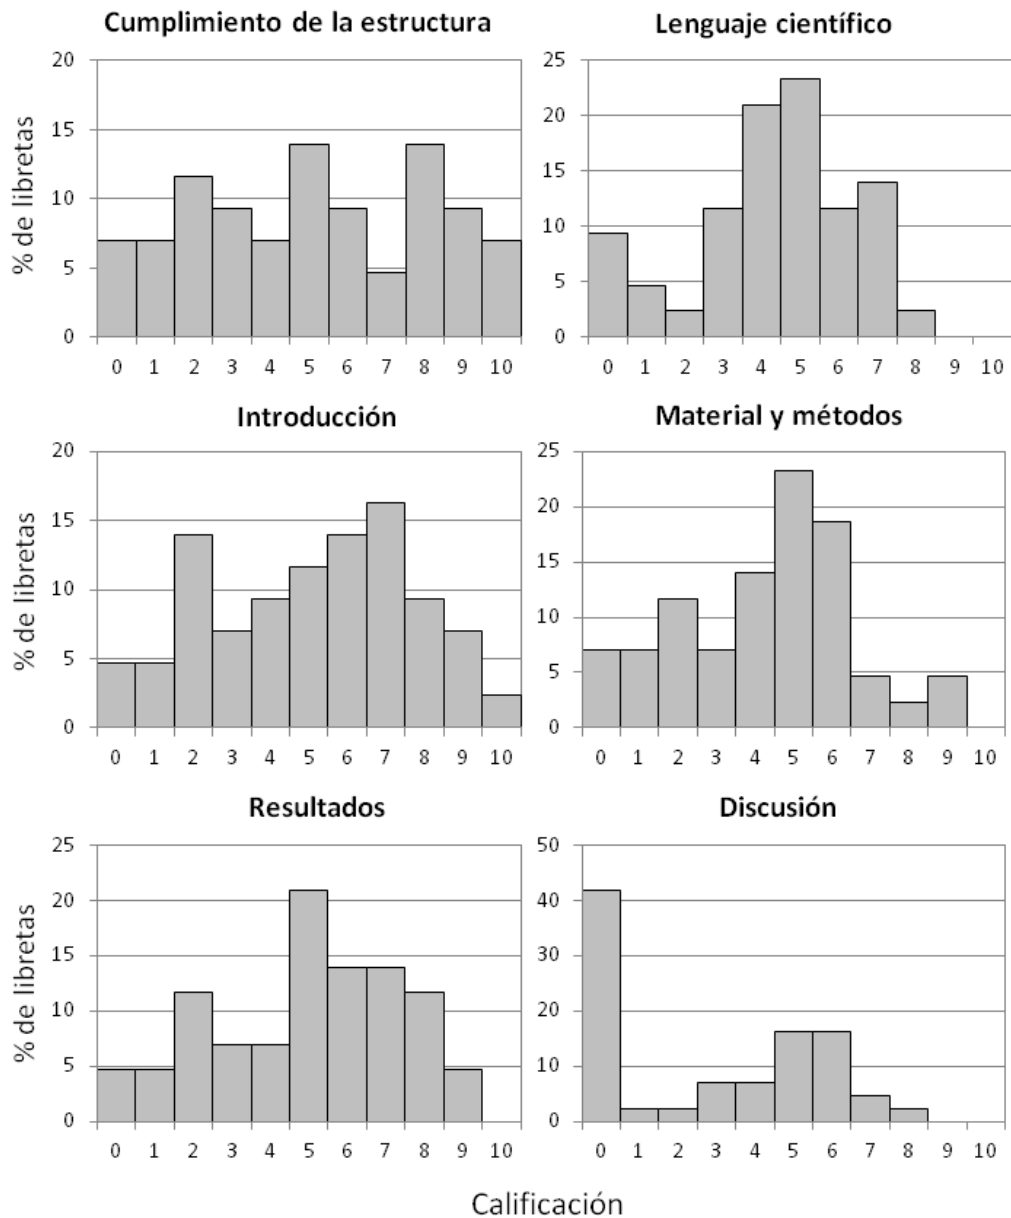 Cumplimiento de la estructura
Lenguaje científico
% de libretas
20
15
10
5
0
0 1 2 3 4 5 6 7 8 9 10
25
20
15
10
5
0
0 1 2 3 4 5 6 7 8 9 10
Introducción
Material y métodos
% de libretas
20
15
10
5
0
0 1 2 3 4 5 6 7 8 9 10
25
20
15
10
5
0
0 1 2 3 4 5 6 7 8 9 10
Resultados
Discusión
% de libretas
25
20
15
10
5
0
0 1 2 3 4 5 6 7 8 9 10
50
40
30
20
10
0
0 1 2 3 4 5 6 7 8 9 10
Calificación